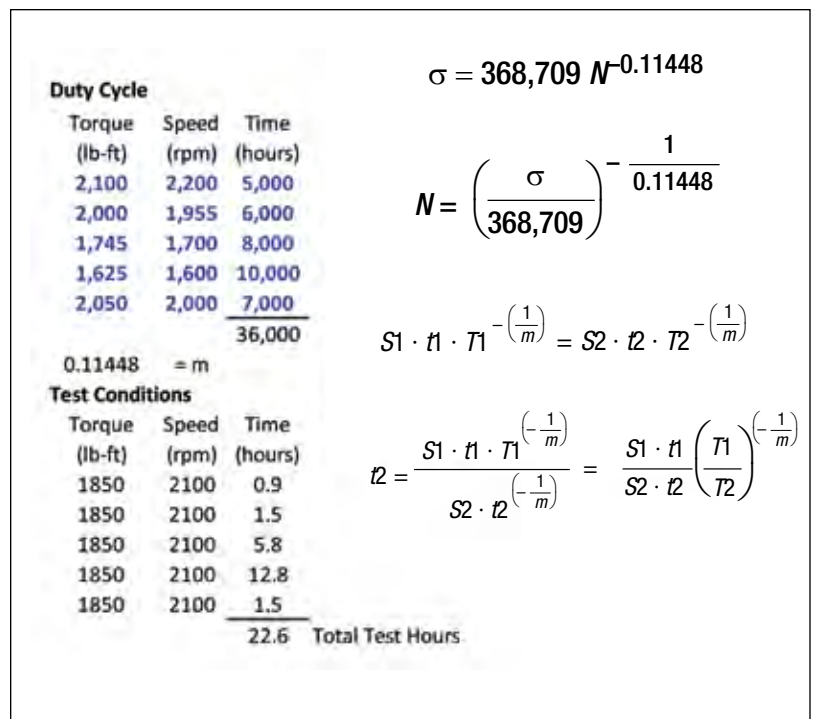 Duty Cycle
Torque Speed Time
(lb-ft) (rpm) (hours)
2,100 2,200 5,000
2,000 1,955 6,000
1,745 1,700 8,000
1,625 1,600 10,000
2,050 2,000 7,000
36,000
0.11448 = m
Test Conditions
Torque Speed Time
(lb-ft) (rpm) (hours)
1850 2100 0.9
1850 2100 1.5
1850 2100 5.8
1850 2100 12.8
1850 2100 1.5
22.6 Total Test Hours
σ = 368,709 N^–0.11448
N = (σ / 368,709)^– 1 / 0.11448
S1 · t1 · T1^–(1/m) = S2 · t2 · T2^–(1/m)
t2 = S1 · t1 · T1^(–1/m) / S2 · t2^(–1/m) = S1 · t1 / S2 · t2 (T1 / T2)^(–1/m)